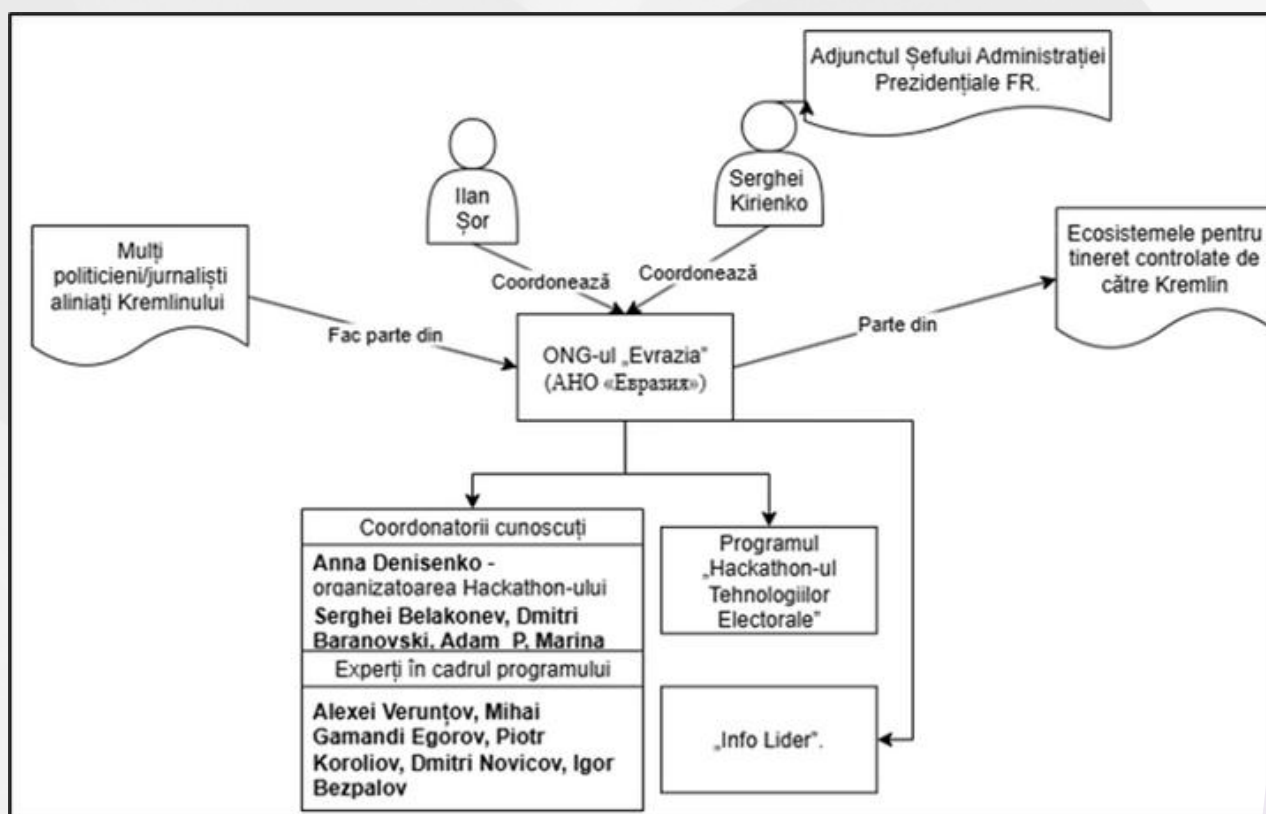 Adjunctul Șefului Administrației
Prezidențiale FR.
Ilan
Șor
Serghei
Kirienko
Mulți
politicieni/jurnaliști
aliniați Kremlinului
Ecosistemele pentru
tineret controlate de
către Kremlin
Coordonează
Coordonează
Fac parte din
Parte din
ONG-ul „Evrazia”
(АНО «Евразия»)
Coordonatorii cunoscuți
Anna Denisenko -
organizatoarea Hackathon-ului
Serghei Belakonev, Dmitri
Baranovski, Adam P, Marina
Experți în cadrul programului
Alexei Verunțov, Mihai
Gamandi Egorov, Piotr
Koroliov, Dmitri Novicov, Igor
Bezpalov
Programul
„Hackathon-ul
Tehnologiilor
Electorale”
„Info Lider”.